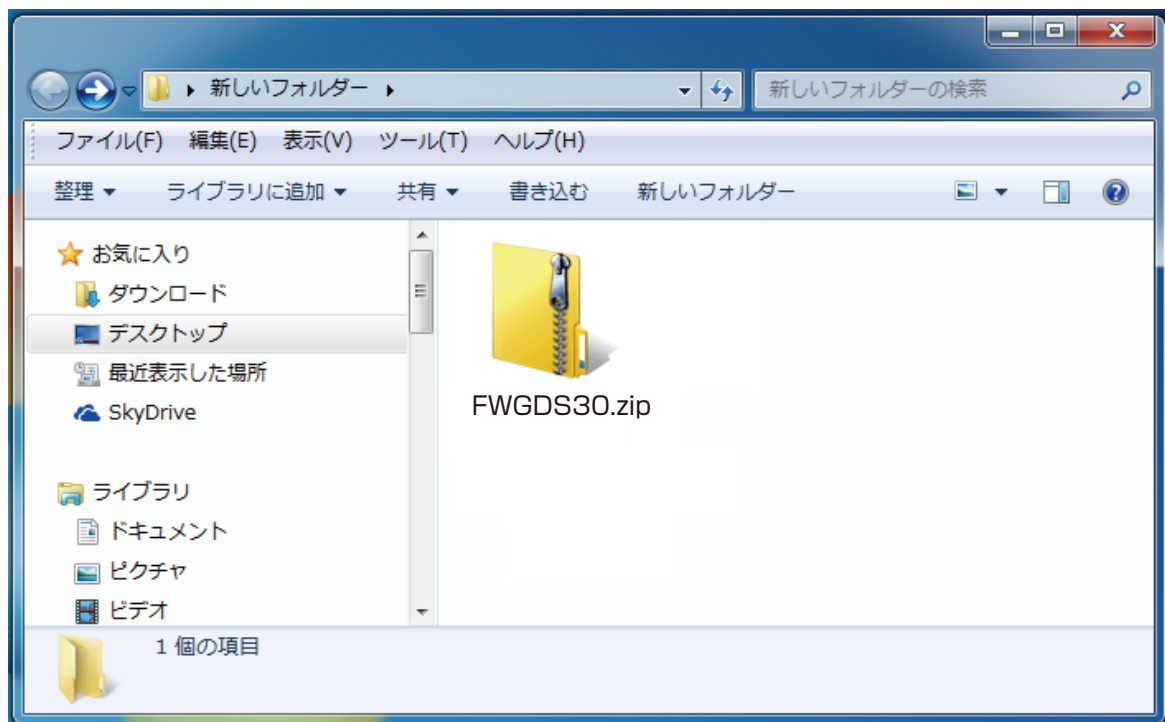 新しいフォルダー
新しいフォルダーの検索
ファイル(F) 編集(E) 表示(V) ツール(T) ヘルプ(H)
整理 ライブラリに追加 共有 書き込む 新しいフォルダー
お気に入り
ダウンロード
デスクトップ
最近表示した場所
SkyDrive
ライブラリ
ドキュメント
ピクチャ
ビデオ
FWGDS30.zip
1 個の項目